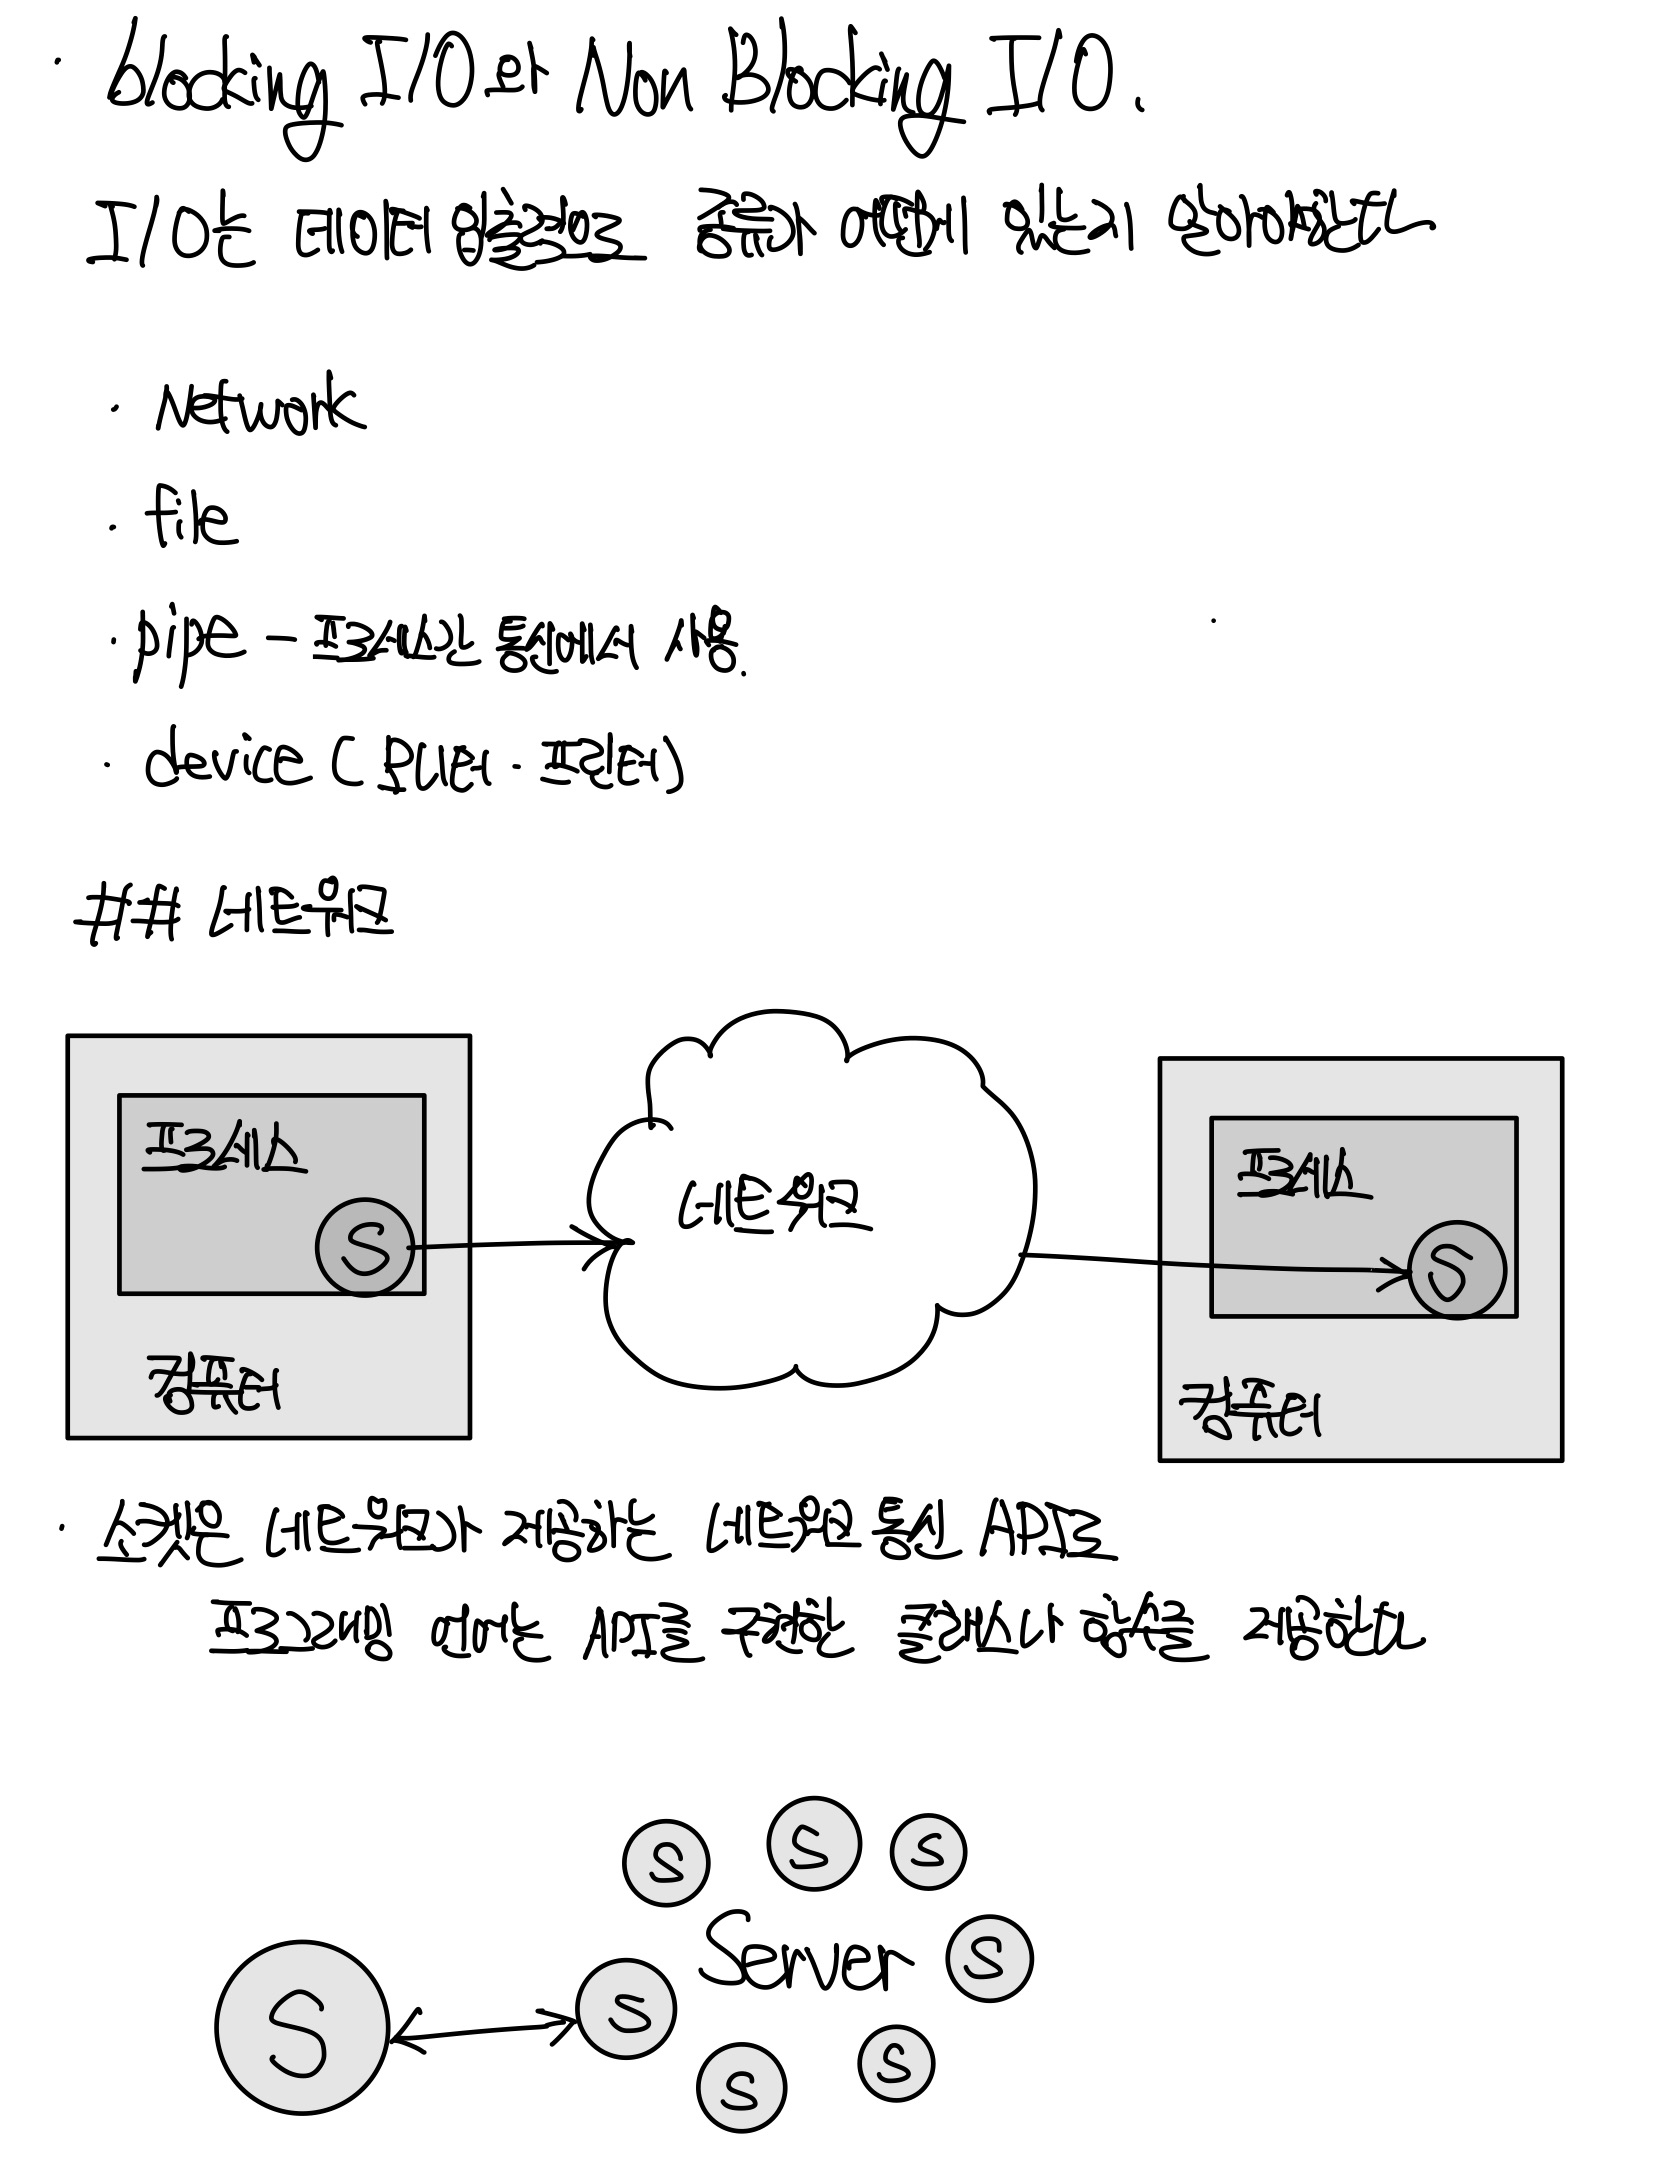 · blocking I/O와 Non Blocking I/O.
I/O는 데이터 입출력으로 종류가 어떤게 있는지 알아야한다
· Network
· file
· pipe - 프로세스간 통신에서 사용.
· device ( 모니터 · 프린터)
## 네트워크
프로세스
S
컴퓨터
네트워크
프로세스
S
컴퓨터
· 소켓은 네트워크가 제공하는 네트워크 통신 API로
프로그래밍 언어는 API를 구현한 클래스나 함수를 제공한다
S
S
S
Server
S
S
S
S
S